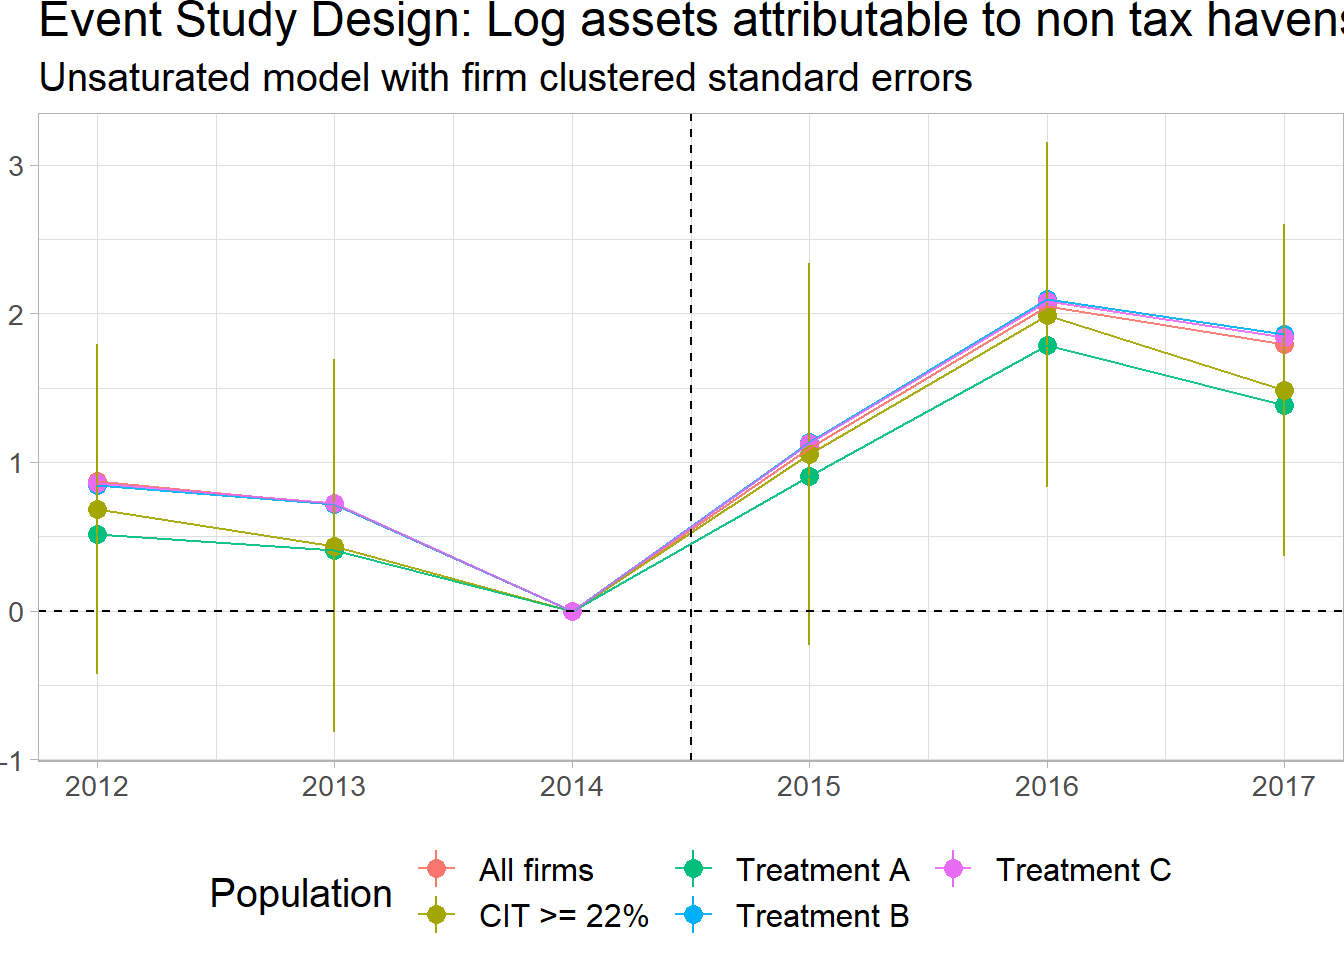 Event Study Design: Log assets attributable to non tax havens
Unsaturated model with firm clustered standard errors
3
2
1
0
-1
2012 2013 2014 2015 2016 2017
Population
All firms Treatment A Treatment C
CIT >= 22% Treatment B